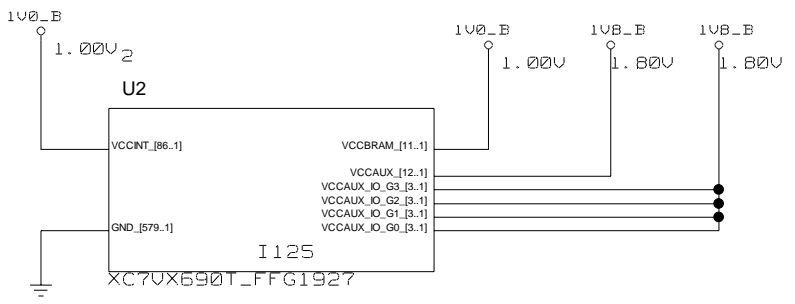 1V0_B
1.00V
2
1V0_B
1.00V
1V8_B
1.80V
1V8_B
1.80V
U2
VCCINT_[86..1]
VCCBRAM_[11..1]
VCCAUX_[12..1]
VCCAUX_IO_G3_[3..1]
VCCAUX_IO_G2_[3..1]
VCCAUX_IO_G1_[3..1]
GND_[579..1]
VCCAUX_IO_G0_[3..1]
I125
XC7VX690T_FFG1927